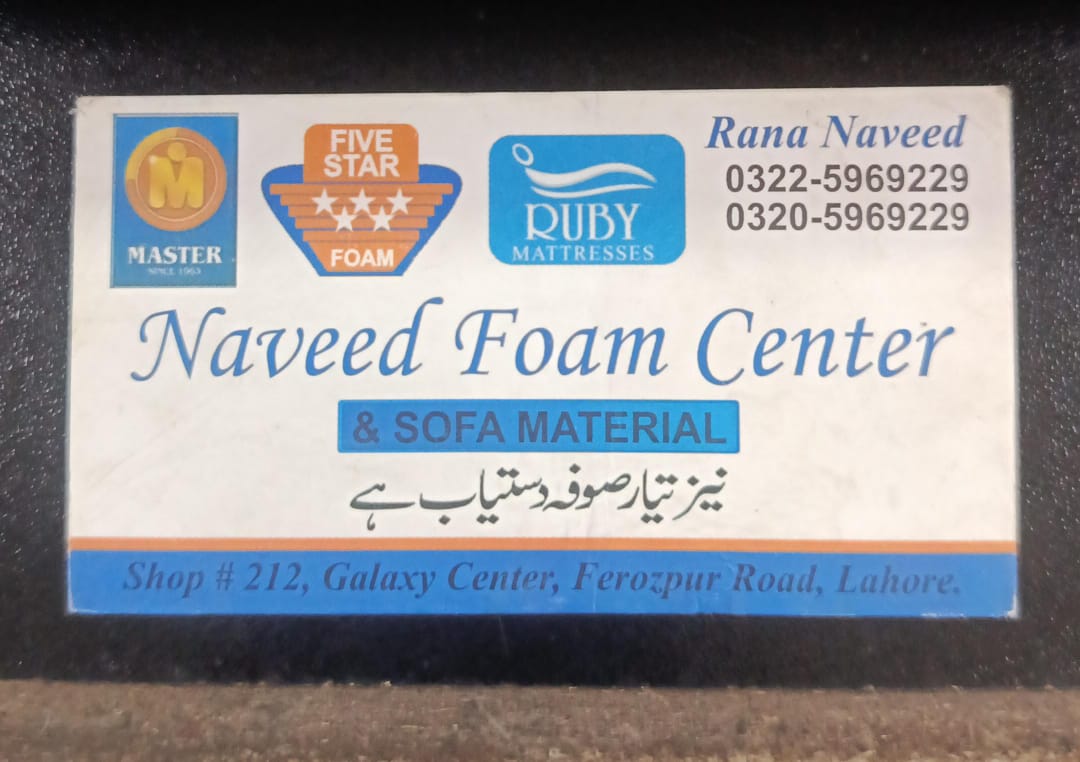 MASTER
SINCE 1963
FIVE
STAR
FOAM
RUBY
MATTRESSES
Rana Naveed
0322-5969229
0320-5969229
Naveed Foam Center
& SOFA MATERIAL
نیز تیار صوفہ دستیاب ہے
Shop # 212, Galaxy Center, Ferozpur Road, Lahore.